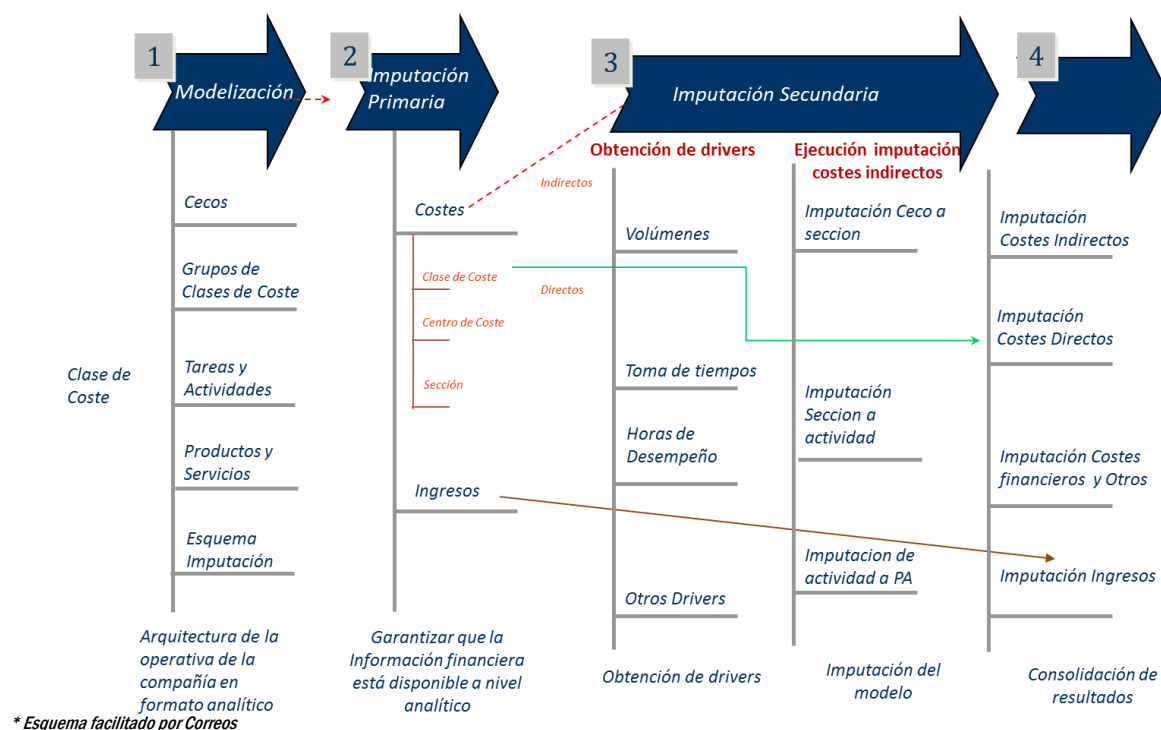 1
Modelización
Cecos
Grupos de
Clases de Coste
Clase de
Coste
Tareas y
Actividades
Productos y
Servicios
Esquema
Imputación
Arquitectura de la
operativa de la
compañía en
formato analítico
2
Imputación
Primaria
Costes
Clase de Coste
Centro de Coste
Sección
Ingresos
Garantizar que la
Información financiera
está disponible a nivel
analítico
3
Imputación Secundaria
Indirectos
Directos
Obtención de drivers
Volúmenes
Toma de tiempos
Horas de
Desempeño
Otros Drivers
Obtención de drivers
Ejecución imputación
costes indirectos
Imputación Ceco a
seccion
Imputación
Seccion a
actividad
Imputacion de
actividad a PA
Imputación del
modelo
4
Imputación
Costes Indirectos
Imputación
Costes Directos
Imputación Costes
financieros y Otros
Imputación Ingresos
Consolidación de
resultados
* Esquema facilitado por Correos